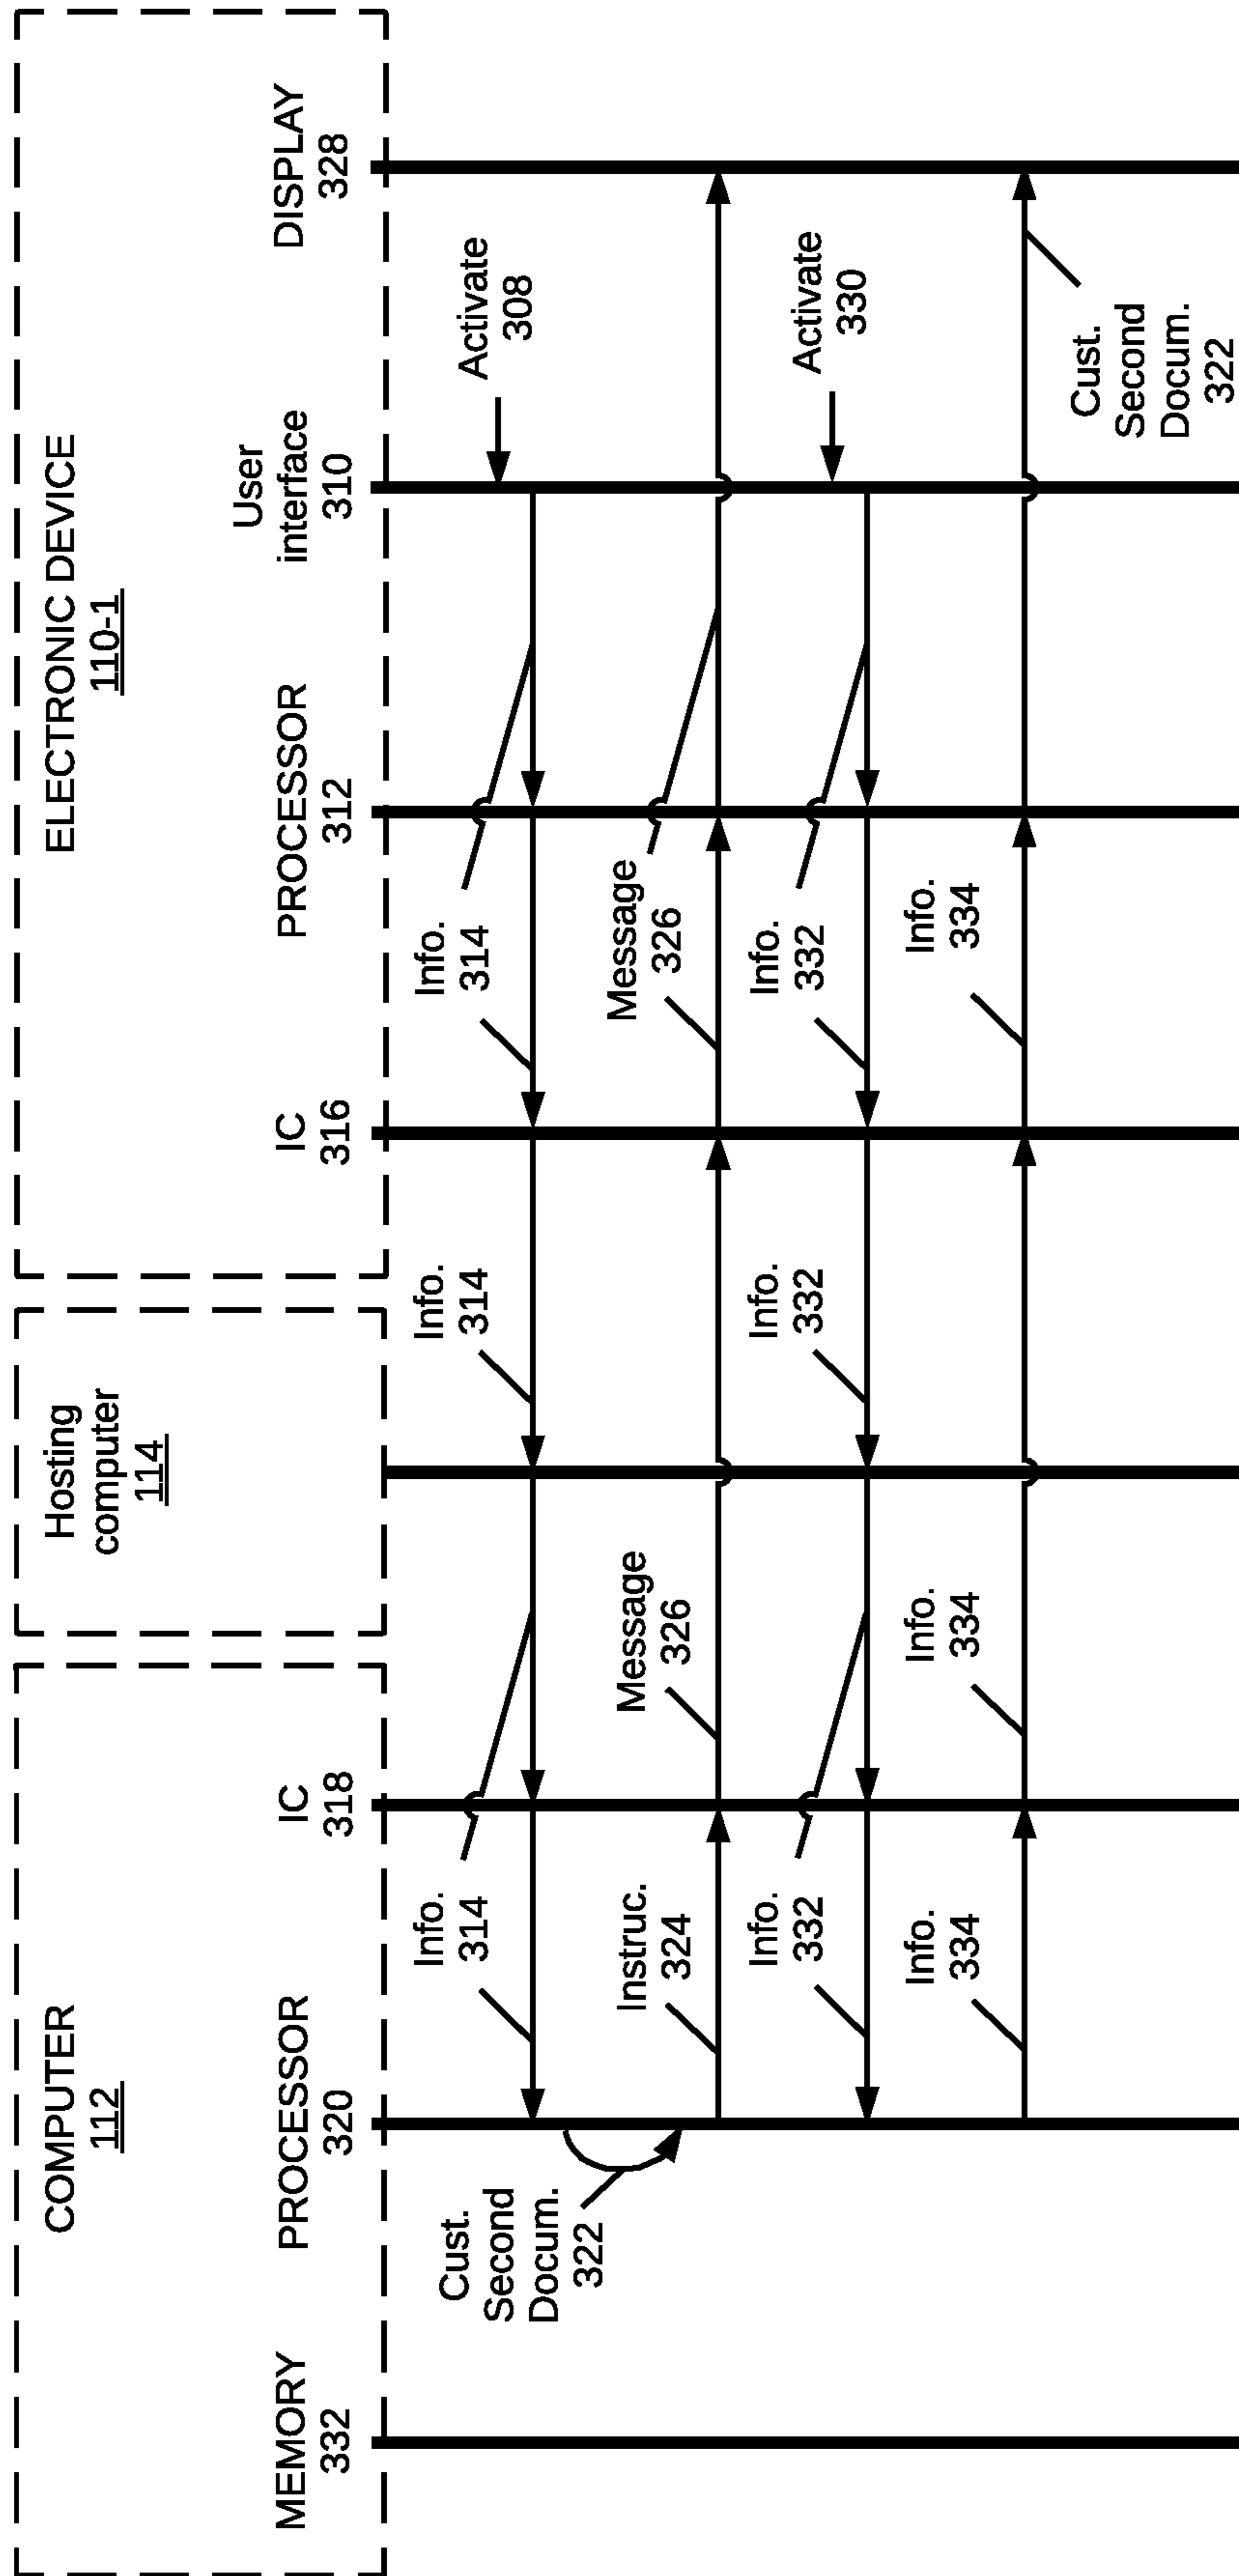 COMPUTER
112
Hosting
computer
114
ELECTRONIC DEVICE
110-1
MEMORY
332
PROCESSOR
320
IC
318
IC
316
PROCESSOR
312
User
interface
310
DISPLAY
328
Info.
314
Info.
314
Info.
314
Activate
308
Cust.
Second
Docum.
322
Instruc.
324
Message
326
Message
326
Info.
332
Info.
332
Info.
332
Activate
330
Info.
334
Info.
334
Info.
334
Cust.
Second
Docum.
322